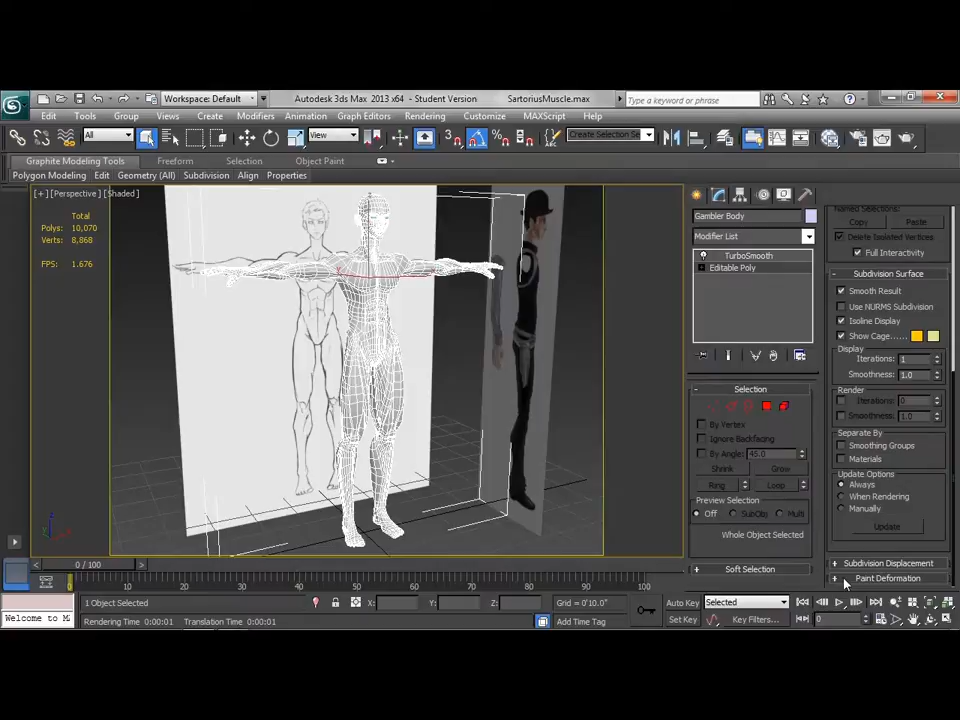 Workspace: Default
Autodesk 3ds Max 2013 x64 - Student Version
SartoriusMuscle.max
Type a keyword or phrase
Edit Tools Group Views Create Modifiers Animation Graph Editors Rendering Customize MAXScript Help
All
View
3
Create Selection Se
Graphite Modeling Tools Freeform Selection Object Paint
Polygon Modeling Edit Geometry (All) Subdivision Align Properties
[+] [Perspective] [Shaded]
Total
Polys: 10,070
Verts: 8,868
FPS: 1.676
Gambler Body
Modifier List
TurboSmooth
Editable Poly
Selection
By Vertex
Ignore Backfacing
By Angle: 45.0
Shrink Grow
Ring Loop
Preview Selection
Off SubObj Multi
Whole Object Selected
Soft Selection
Named Selections:
Copy Paste
Delete Isolated Vertices
Full Interactivity
Subdivision Surface
Smooth Result
Use NURMS Subdivision
Isoline Display
Show Cage......
Display
Iterations: 1
Smoothness: 1.0
Render
Iterations: 0
Smoothness: 1.0
Separate By
Smoothing Groups
Materials
Update Options
Always
When Rendering
Manually
Update
Subdivision Displacement
Paint Deformation
0 / 100
0 10 20 30 40 50 60 70 80 90 100
1 Object Selected
X: Y: Z:
Grid = 0'10.0"
Auto Key Selected
Set Key Key Filters...
0
Welcome to M
Rendering Time: 0:00:01 Translation Time: 0:00:01
Add Time Tag